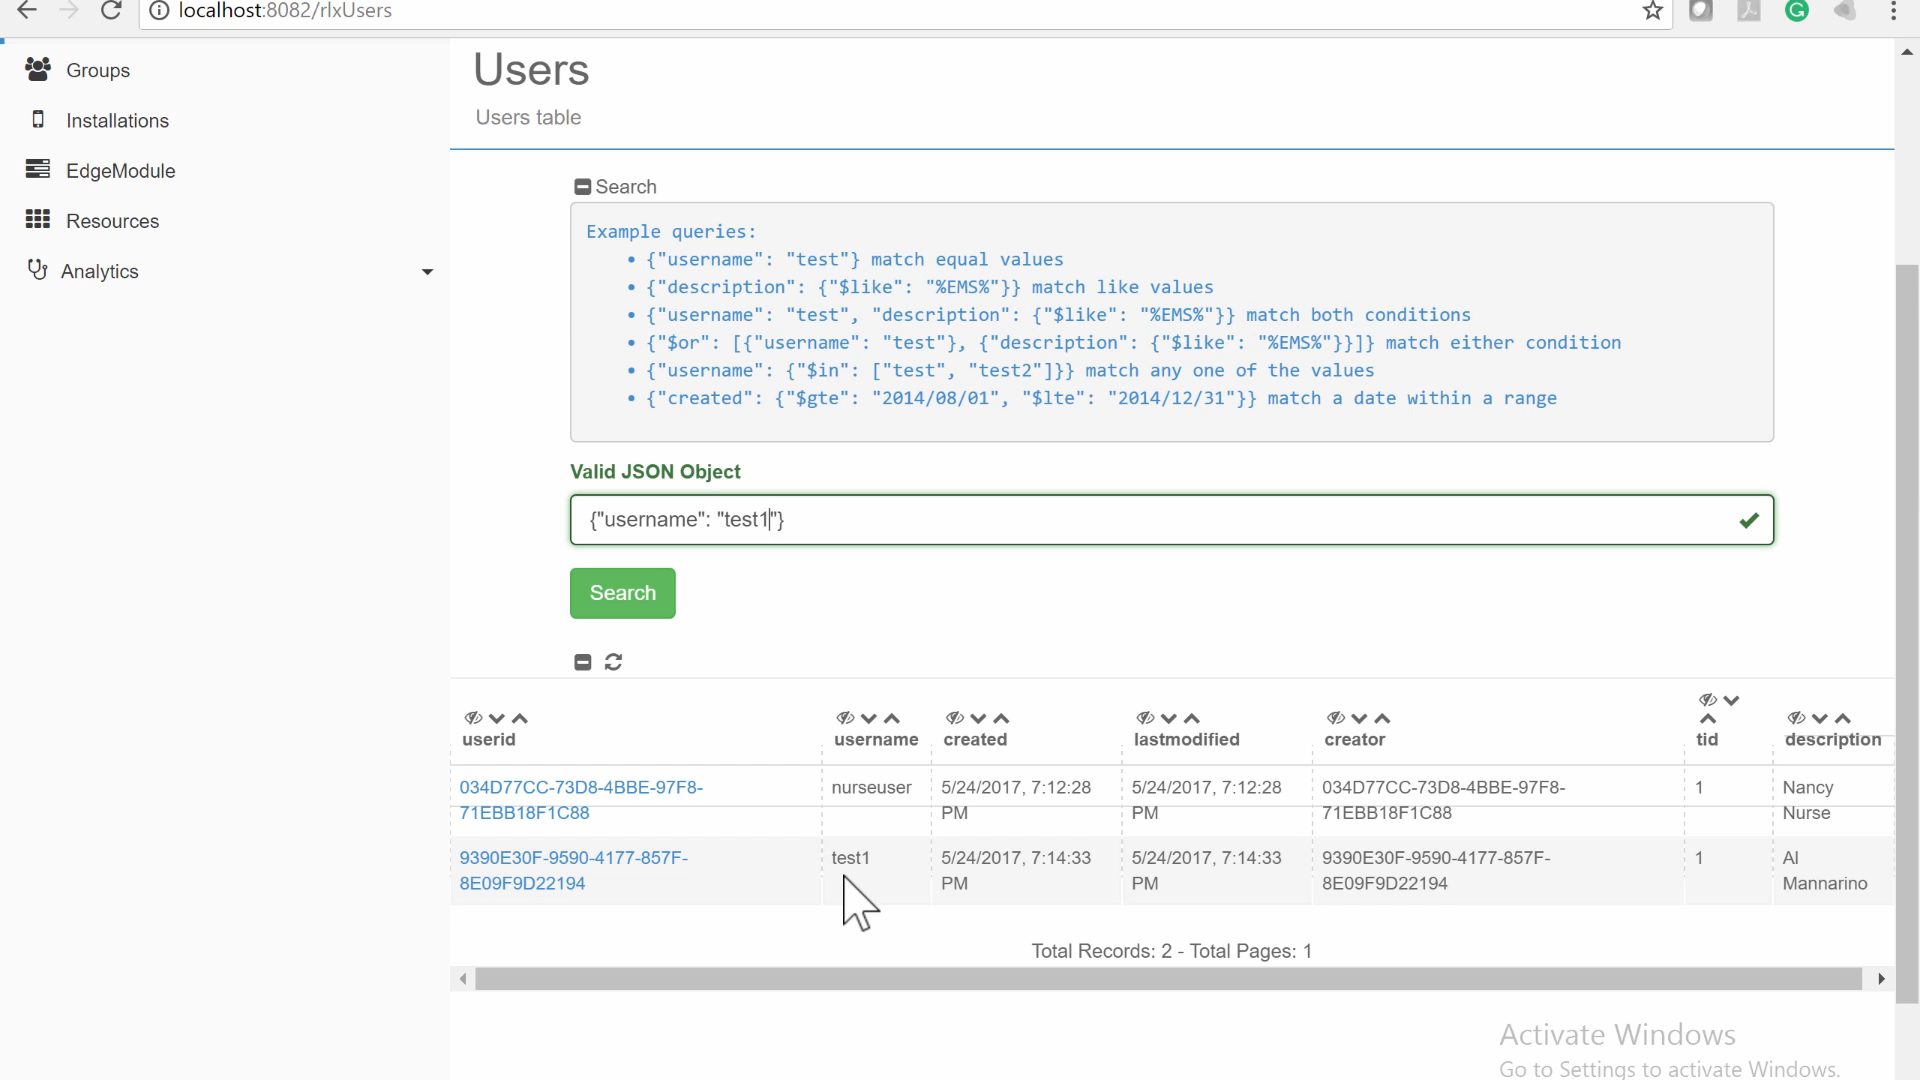 localhost:8082/rlxUsers
Groups
Installations
EdgeModule
Resources
Analytics
Users
Users table
Search
Example queries:
• {"username": "test"} match equal values
• {"description": {"$like": "%EMS%"}} match like values
• {"username": "test", "description": {"$like": "%EMS%"}} match both conditions
• {"$or": [{"username": "test"}, {"description": {"$like": "%EMS%"}}]} match either condition
• {"username": {"$in": ["test", "test2"]}} match any one of the values
• {"created": {"$gte": "2014/08/01", "$lte": "2014/12/31"}} match a date within a range
Valid JSON Object
{"username": "test1"}
Search
userid username created lastmodified creator tid description
034D77CC-73D8-4BBE-97F8- nurseuser 5/24/2017, 7:12:28 5/24/2017, 7:12:28 034D77CC-73D8-4BBE-97F8- 1 Nancy
71EBB18F1C88 PM PM 71EBB18F1C88 Nurse
9390E30F-9590-4177-857F- test1 5/24/2017, 7:14:33 5/24/2017, 7:14:33 9390E30F-9590-4177-857F- 1 Al
8E09F9D22194 PM PM 8E09F9D22194 Mannarino
Total Records: 2 - Total Pages: 1
Activate Windows
Go to Settings to activate Windows.